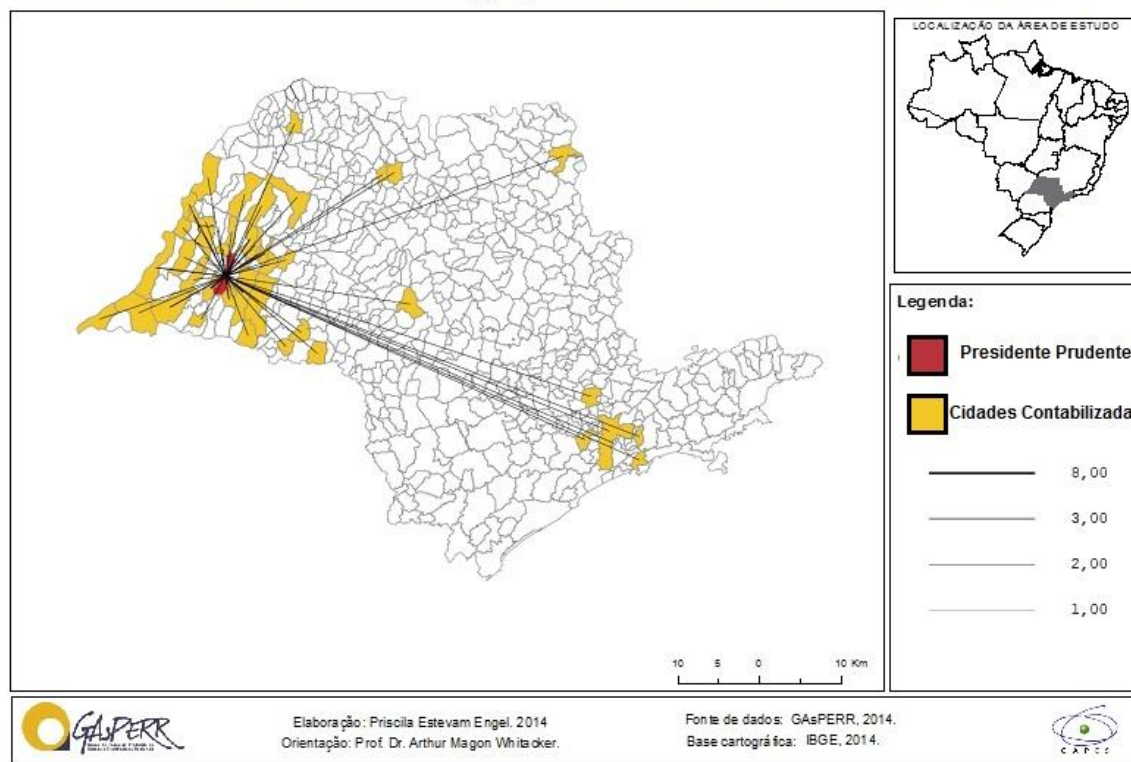 LOCALIZAÇÃO DA ÀREA DE ESTUDO
Legenda:
Presidente Prudente
Cidades Contabilizada
8,00
3,00
2,00
1,00
10 5 0 10 Km
GAsPERR
Elaboração: Priscila Estevam Engel. 2014
Orientação: Prof. Dr. Arthur Magon Whitacker.
Fonte de dados: GAsPERR, 2014.
Base cartográfica: IBGE, 2014.
CAPES